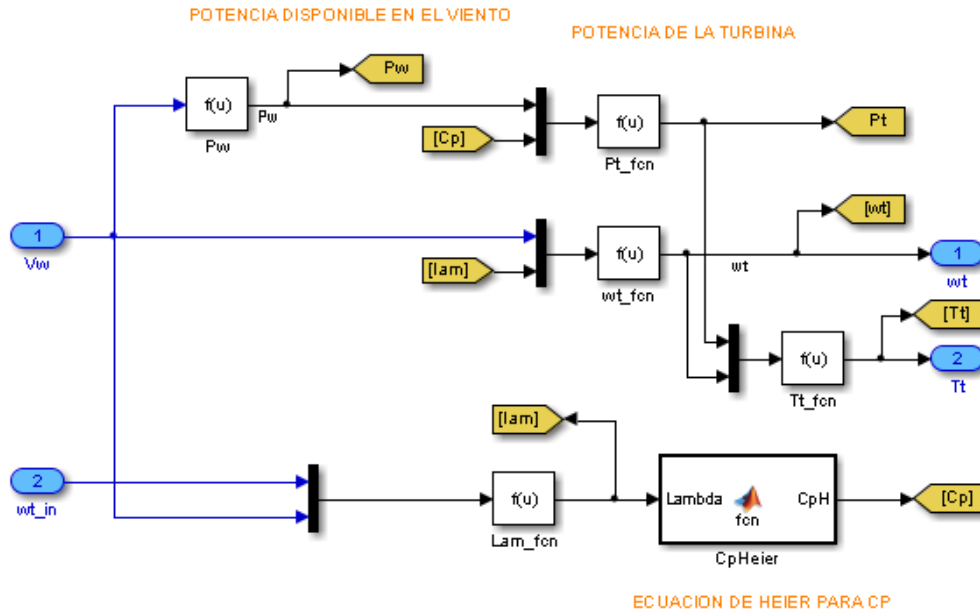 POTENCIA DISPONIBLE EN EL VIENTO
POTENCIA DE LA TURBINA
Pw
f(u)
Pw
Pw
[Cp]
f(u)
Pt_fcn
Pt
1
Vw
[lam]
f(u)
wt_fcn
wt
[wt]
1
wt
[Tt]
f(u)
Tt_fcn
2
Tt
[lam]
2
wt_in
f(u)
Lam_fcn
Lambda
fcn
CpH
CpHeier
[Cp]
ECUACION DE HEIER PARA CP